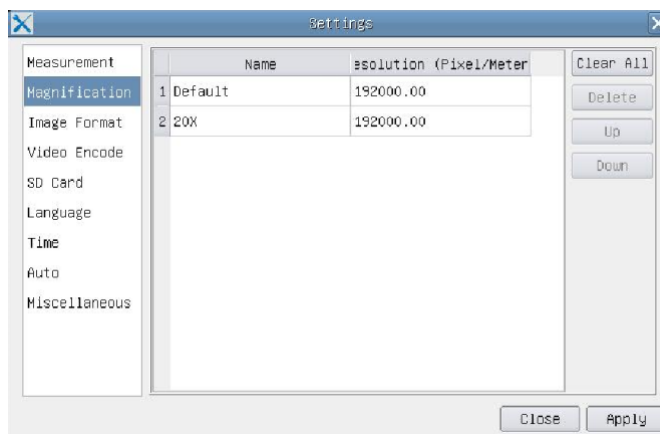 Settings
Measurement
Magnification
Image Format
Video Encode
SD Card
Language
Time
Auto
Miscellaneous
Name esolution (Pixel/Meter
1 Default 192000.00
2 20X 192000.00
Clear All
Delete
Up
Down
Close Apply